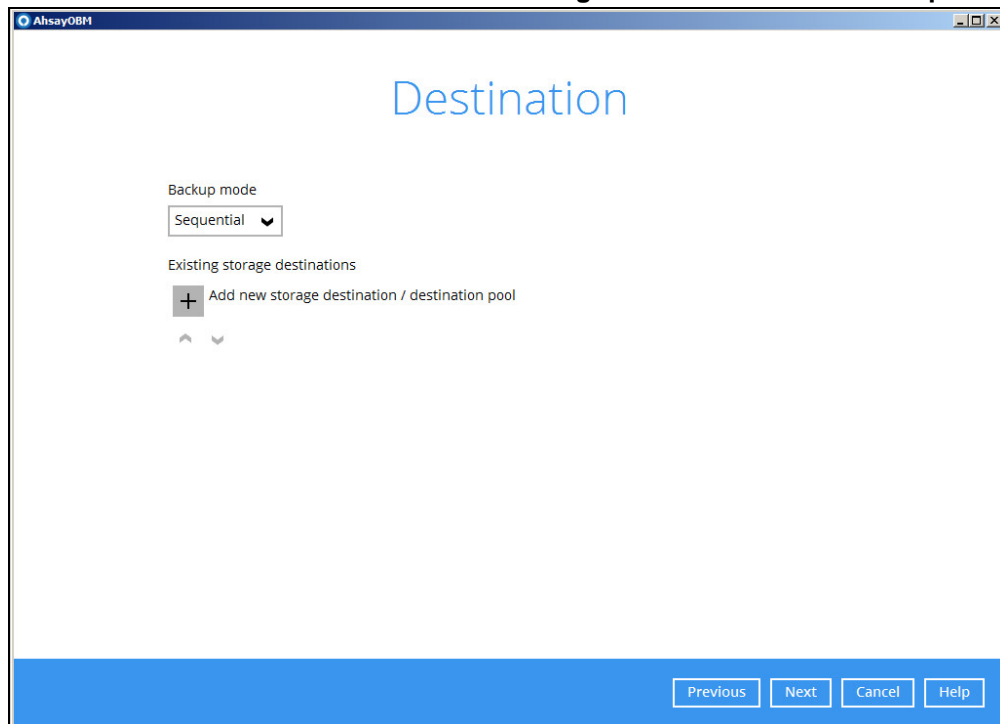 AhsayOBM
Destination
Backup mode
Sequential
Existing storage destinations
Add new storage destination / destination pool
Previous Next Cancel Help